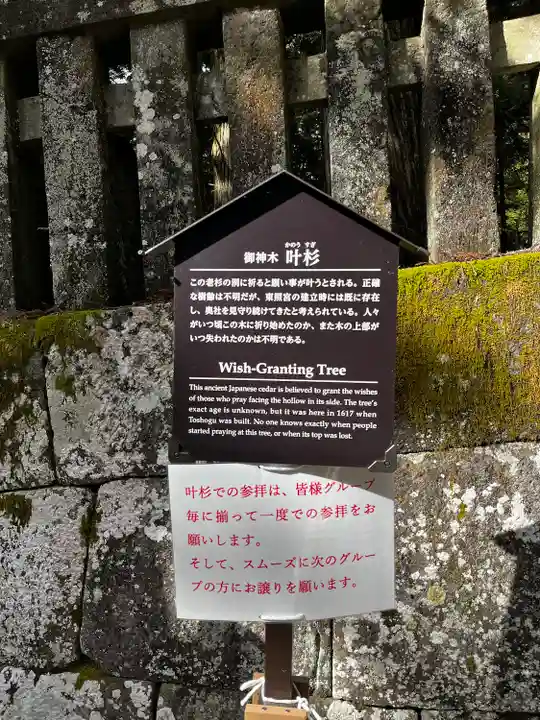 かのう すぎ
御神木 叶杉
この老杉の洞に祈ると願い事が叶うとされる。正確
な樹齢は不明だが、東照宮の建立時には既に存在
し、奥社を見守り続けてきたと考えられている。人々
がいつ頃この木に祈り始めたのか、また木の上部が
いつ失われたのかは不明である。
Wish-Granting Tree
This ancient Japanese cedar is believed to grant the wishes
of those who pray facing the hollow in its side. The tree's
exact age is unknown, but it was here in 1617 when
Toshogu was built. No one knows exactly when people
started praying at this tree, or when its top was lost.
叶杉での参拝は、皆様グループ
毎に揃って一度での参拝をお
願いします。
そして、スムーズに次のグルー
プの方にお譲りを願います。